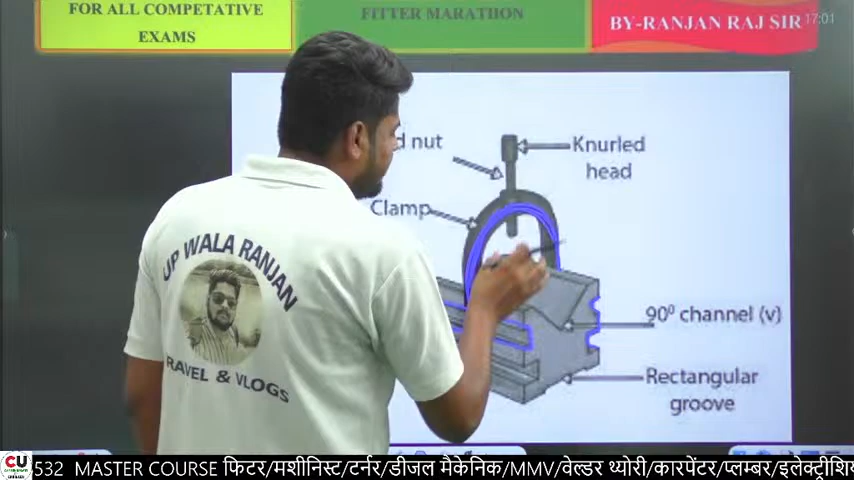 FOR ALL COMPETATIVE
EXAMS
FITTER MARATHON
BY-RANJAN RAJ SIR
17:01
nut
Knurled
head
Clamp
90⁰ channel (v)
Rectangular
groove
UP WALA RANJAN
RAVEL & VLOGS
CU
532 MASTER COURSE फिटर/मशीनिस्ट/टर्नर/डीजल मैकेनिक/MMV/वेल्डर थ्योरी/कारपेंटर/प्लम्बर/इलेक्ट्रीशिय